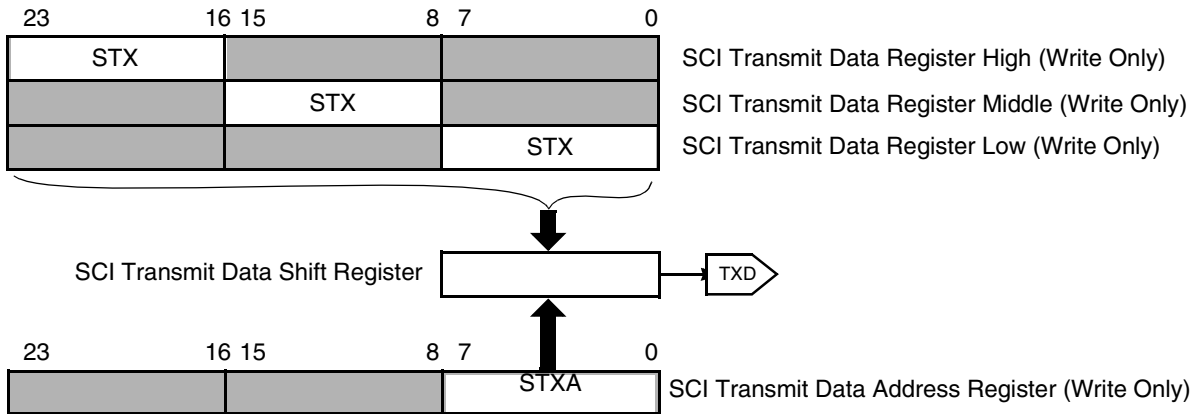 23 16 15 8 7 0
STX SCI Transmit Data Register High (Write Only)
STX SCI Transmit Data Register Middle (Write Only)
STX SCI Transmit Data Register Low (Write Only)
SCI Transmit Data Shift Register TXD
23 16 15 8 7 0
STXA SCI Transmit Data Address Register (Write Only)